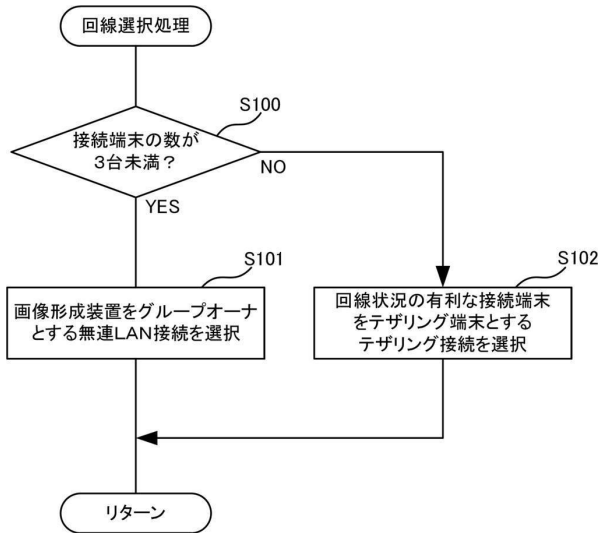 回線選択処理
S100
接続端末の数が
3台未満？
NO
YES
S101
画像形成装置をグループオーナ
とする無連LAN接続を選択
S102
回線状況の有利な接続端末
をテザリング端末とする
テザリング接続を選択
リターン